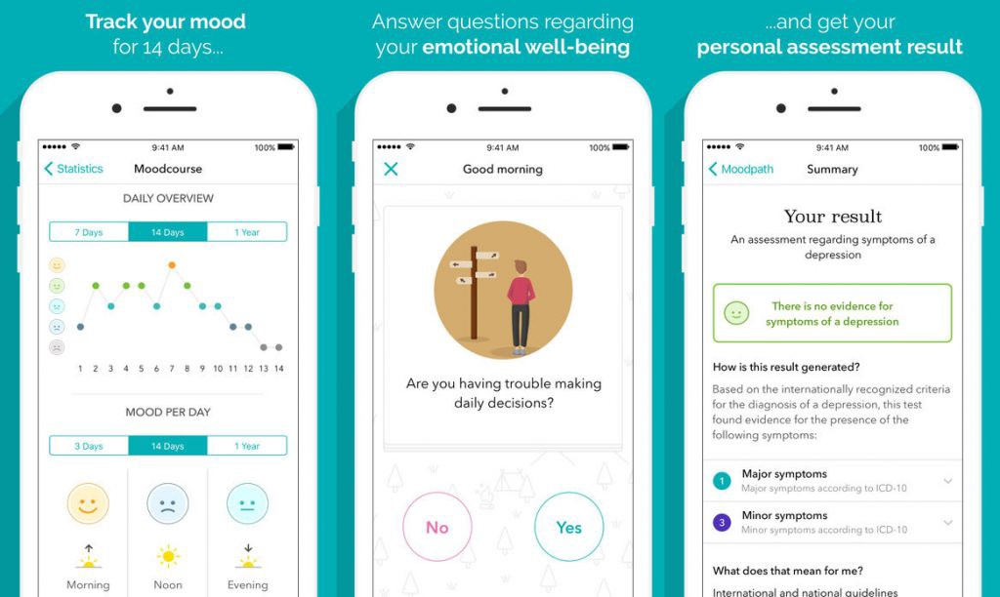 Track your mood
for 14 days...
9:41 AM
100%
Statistics
Moodcourse
DAILY OVERVIEW
7 Days
14 Days
1 Year
1 2 3 4 5 6 7 8 9 10 11 12 13 14
MOOD PER DAY
3 Days
14 Days
1 Year
Morning
Noon
Evening
Answer questions regarding
your emotional well-being
9:41 AM
100%
Good morning
Are you having trouble making
daily decisions?
No
Yes
...and get your
personal assessment result
9:41 AM
100%
Moodpath
Summary
Your result
An assessment regarding symptoms of a
depression
There is no evidence for
symptoms of a depression
How is this result generated?
Based on the internationally recognized criteria
for the diagnosis of a depression, this test
found evidence for the presence of the
following symptoms:
1
Major symptoms
Major symptoms according to ICD-10
3
Minor symptoms
Minor symptoms according to ICD-10
What does that mean for me?
International and national guidelines